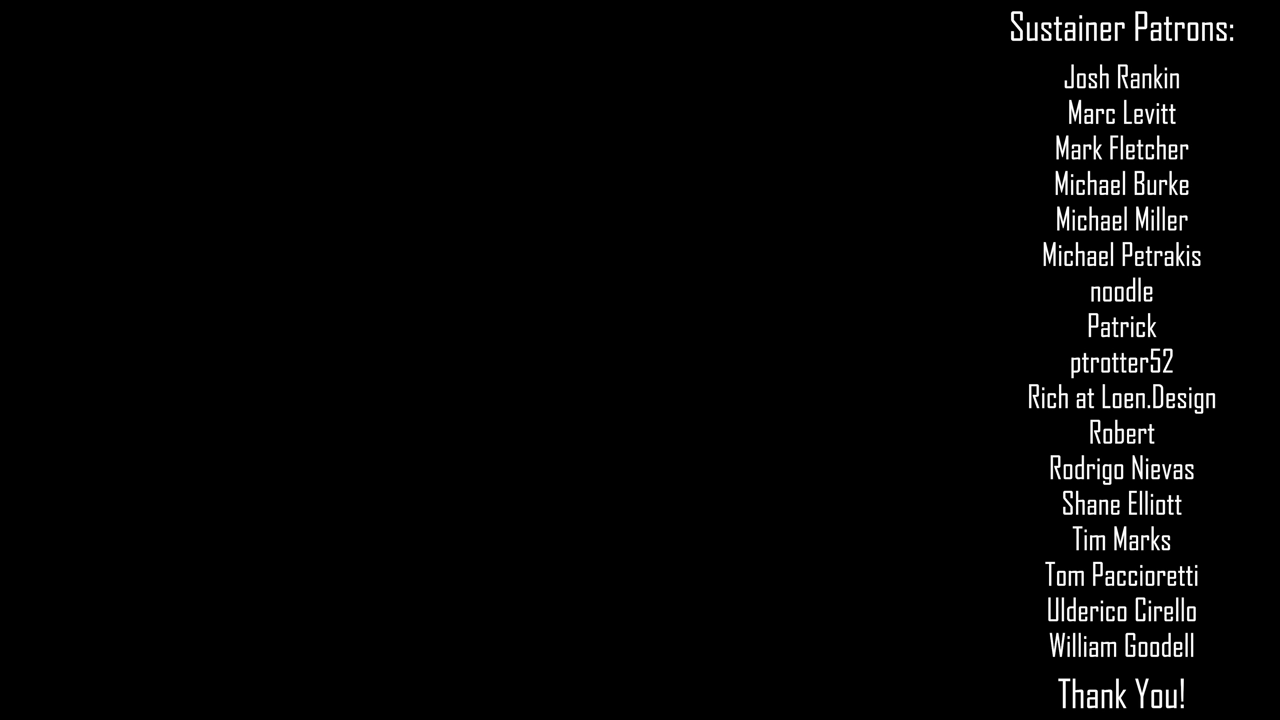 Sustainer Patrons:
Josh Rankin
Marc Levitt
Mark Fletcher
Michael Burke
Michael Miller
Michael Petrakis
noodle
Patrick
ptrotter52
Rich at Loen.Design
Robert
Rodrigo Nievas
Shane Elliott
Tim Marks
Tom Paccioretti
Ulderico Cirello
William Goodell
Thank You!